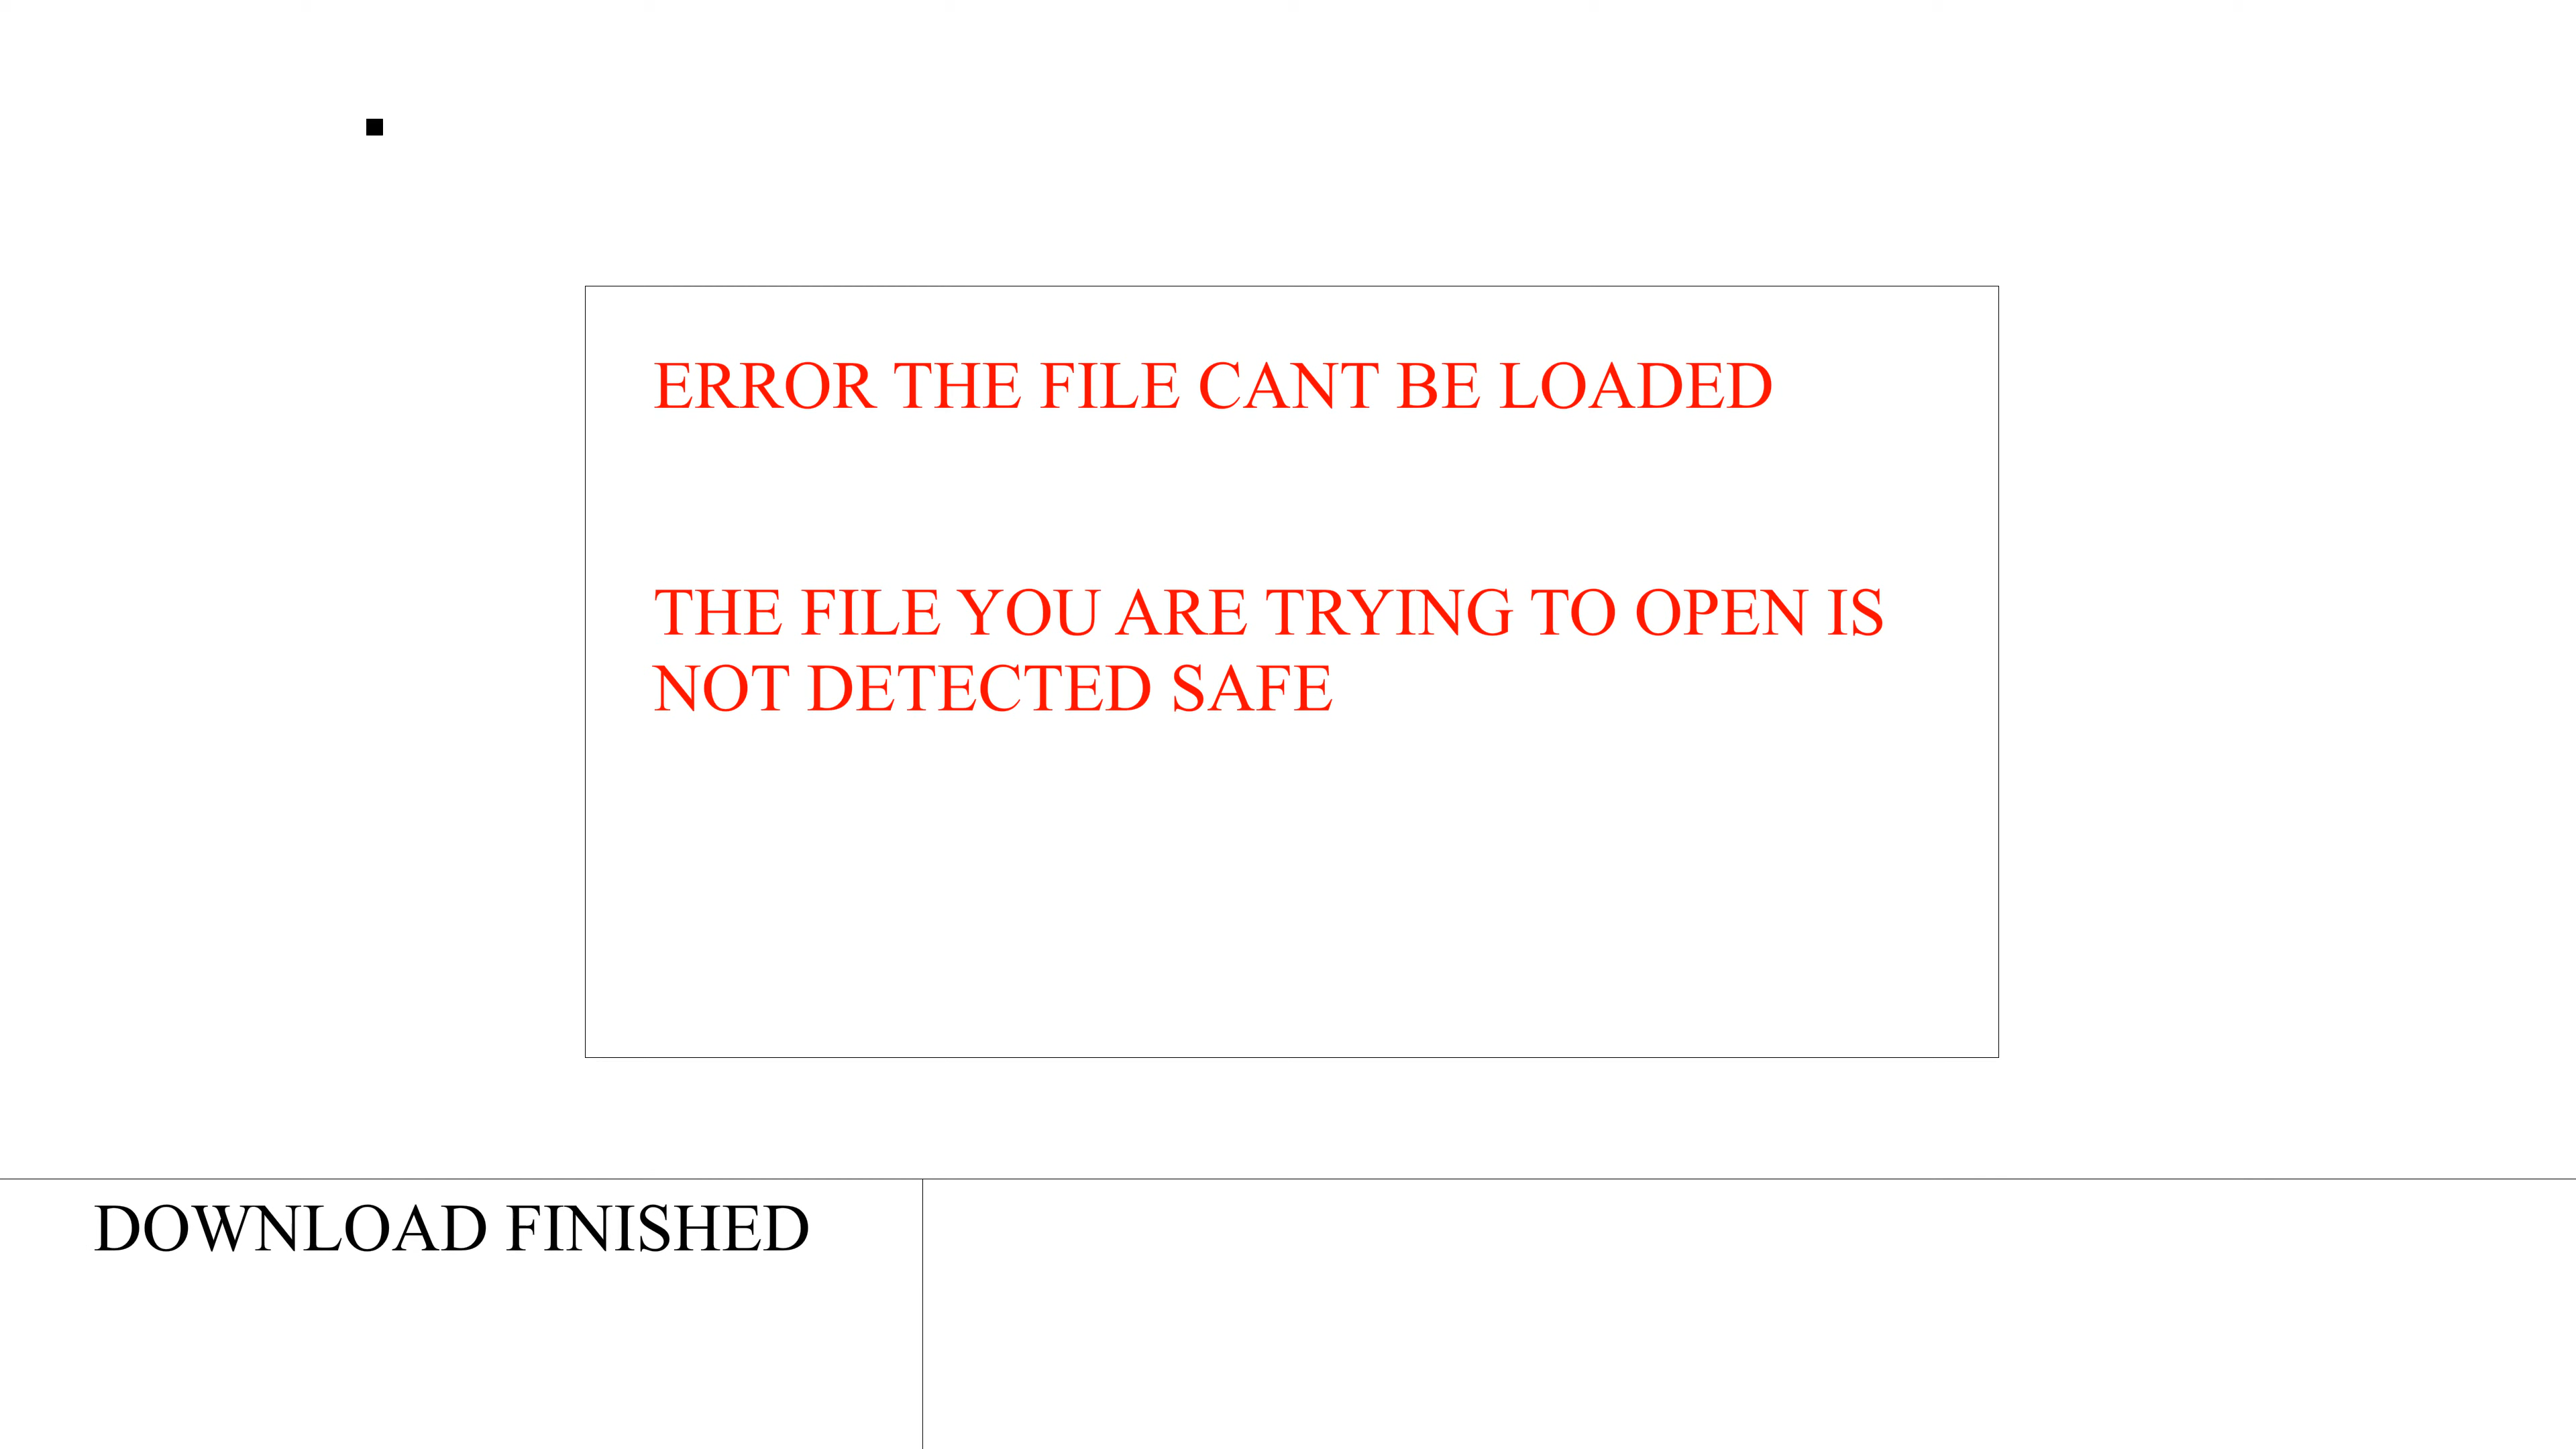 ERROR THE FILE CANT BE LOADED
THE FILE YOU ARE TRYING TO OPEN IS
NOT DETECTED SAFE
DOWNLOAD FINISHED